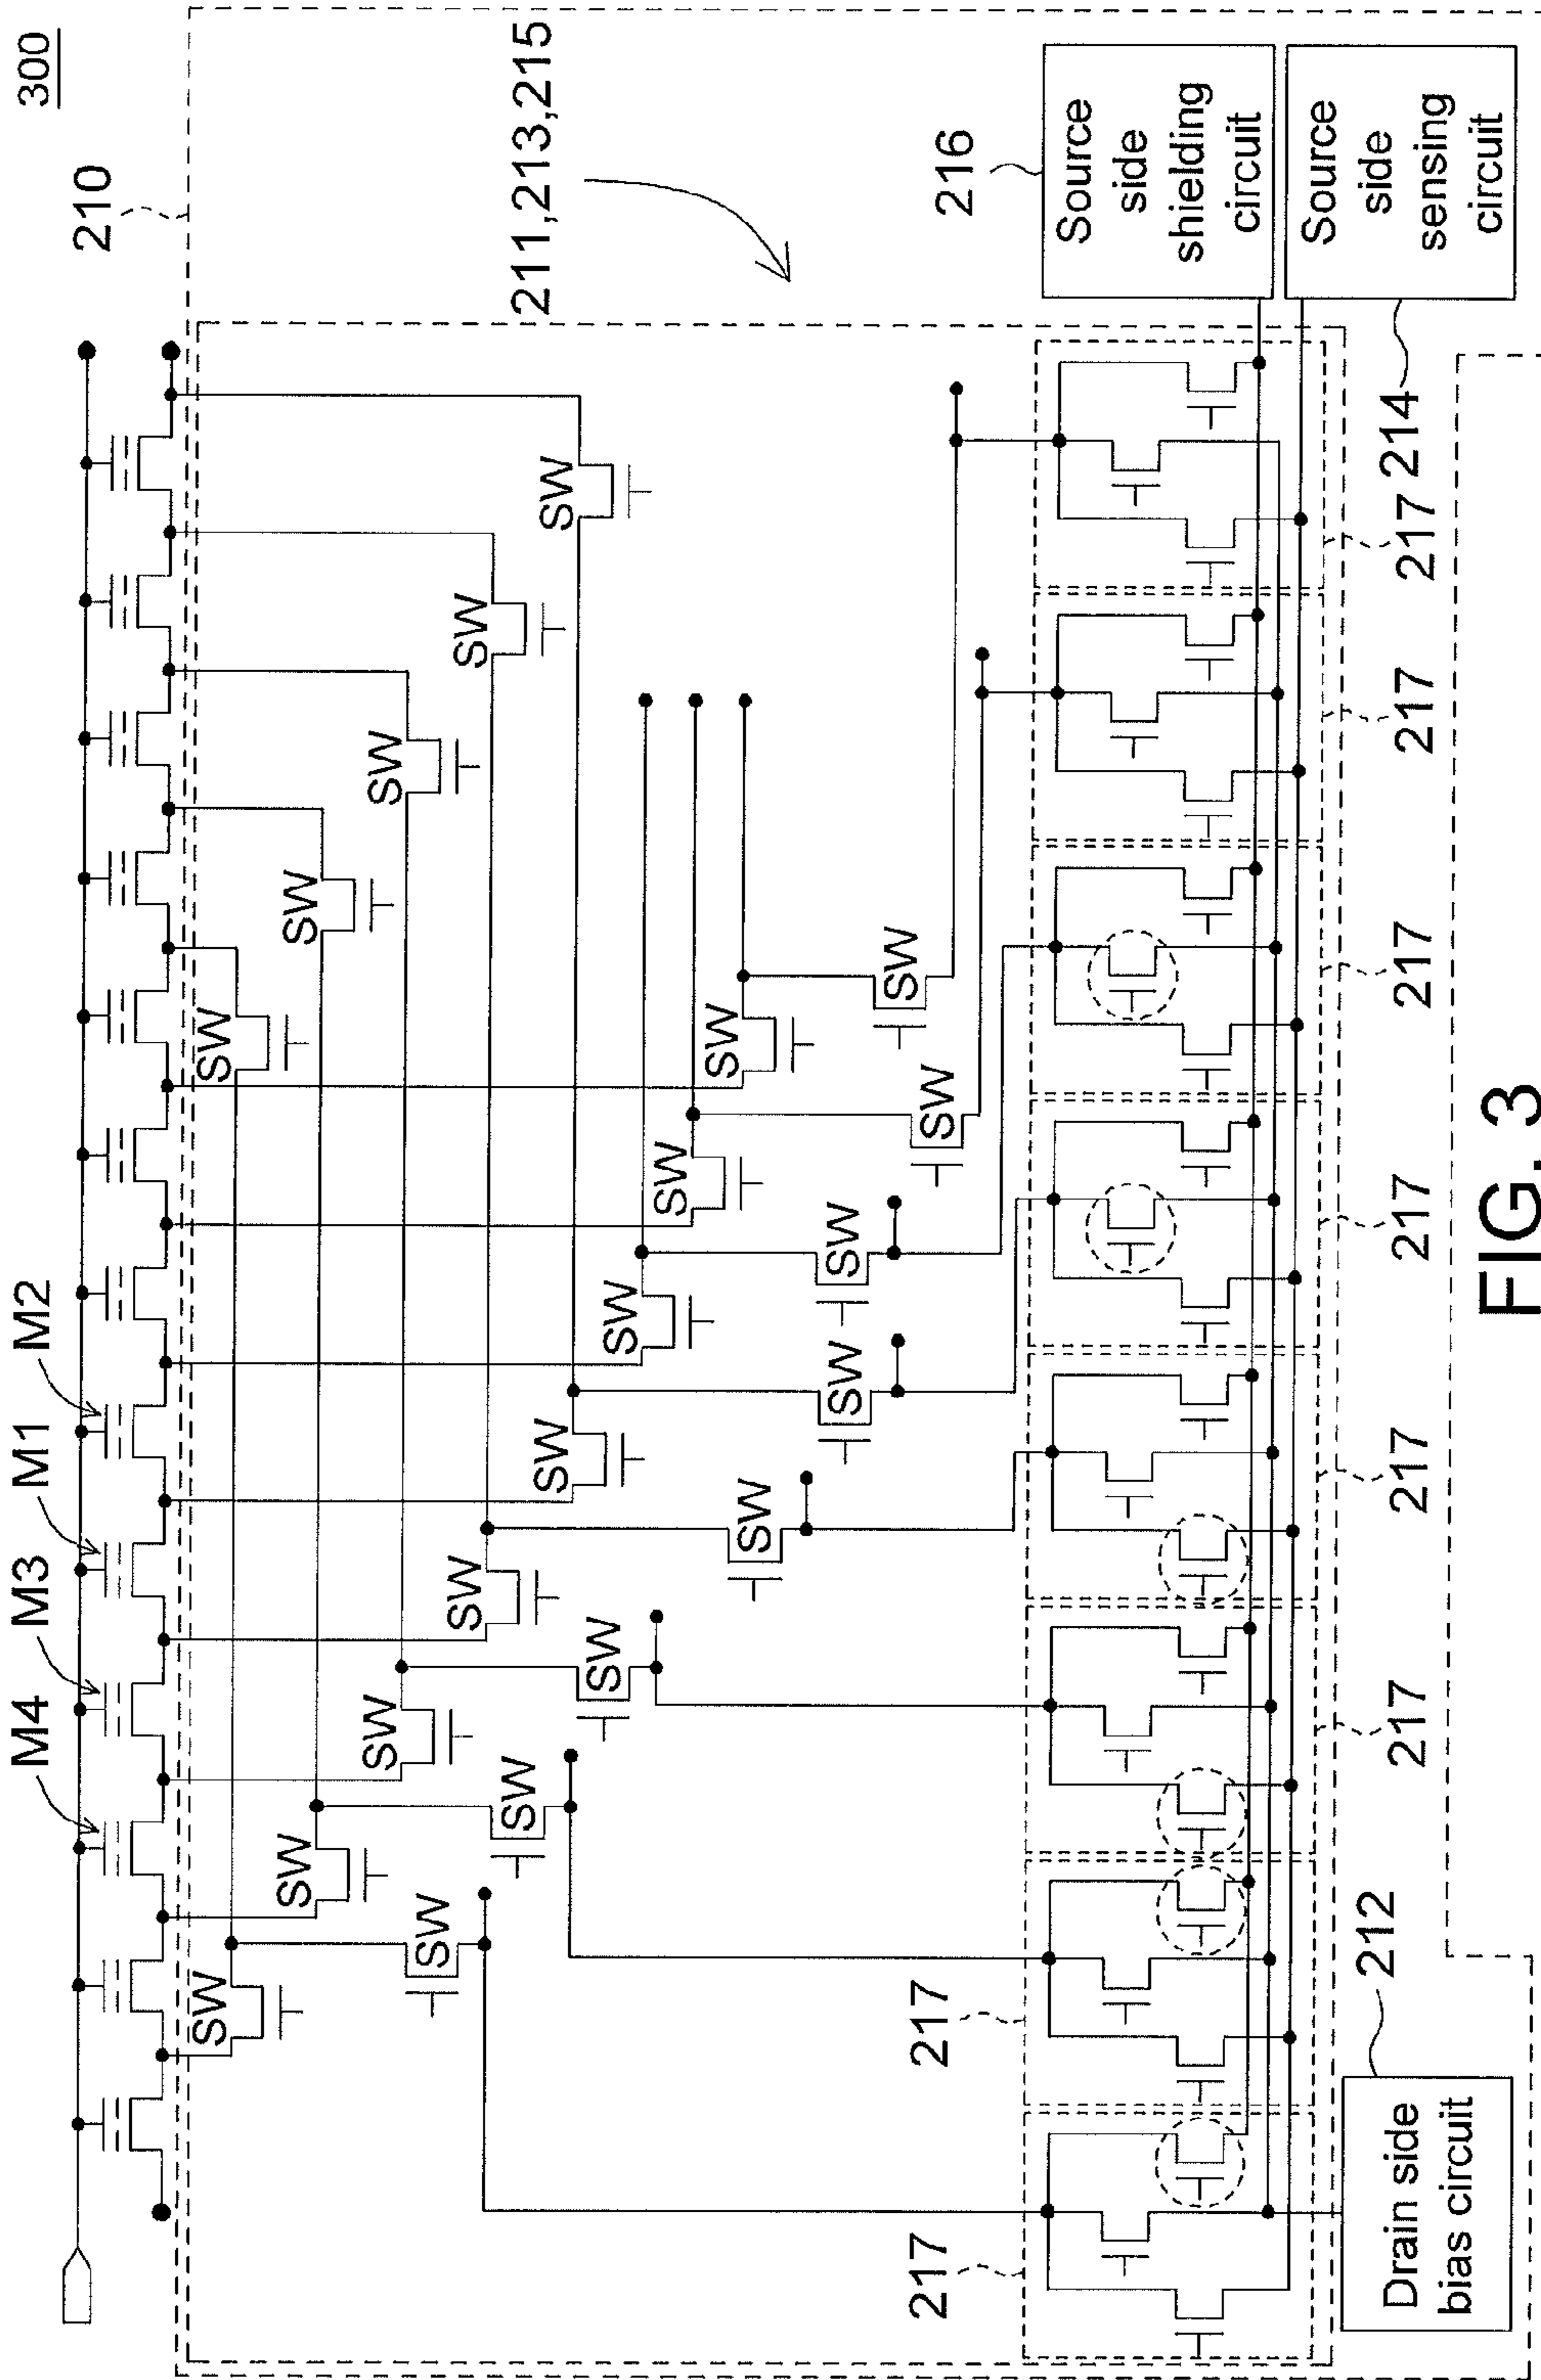 M4
M3
M1
M2
300
210
SW
SW
SW
SW
SW
SW
SW
SW
SW
SW
SW
SW
211,213,215
SW
SW
SW
SW
SW
SW
SW
SW
SW
217
217
216
Source
side
shielding
circuit
Source
side
sensing
circuit
212
217
217
217
217
217
217
214
Drain side
bias circuit
FIG. 3